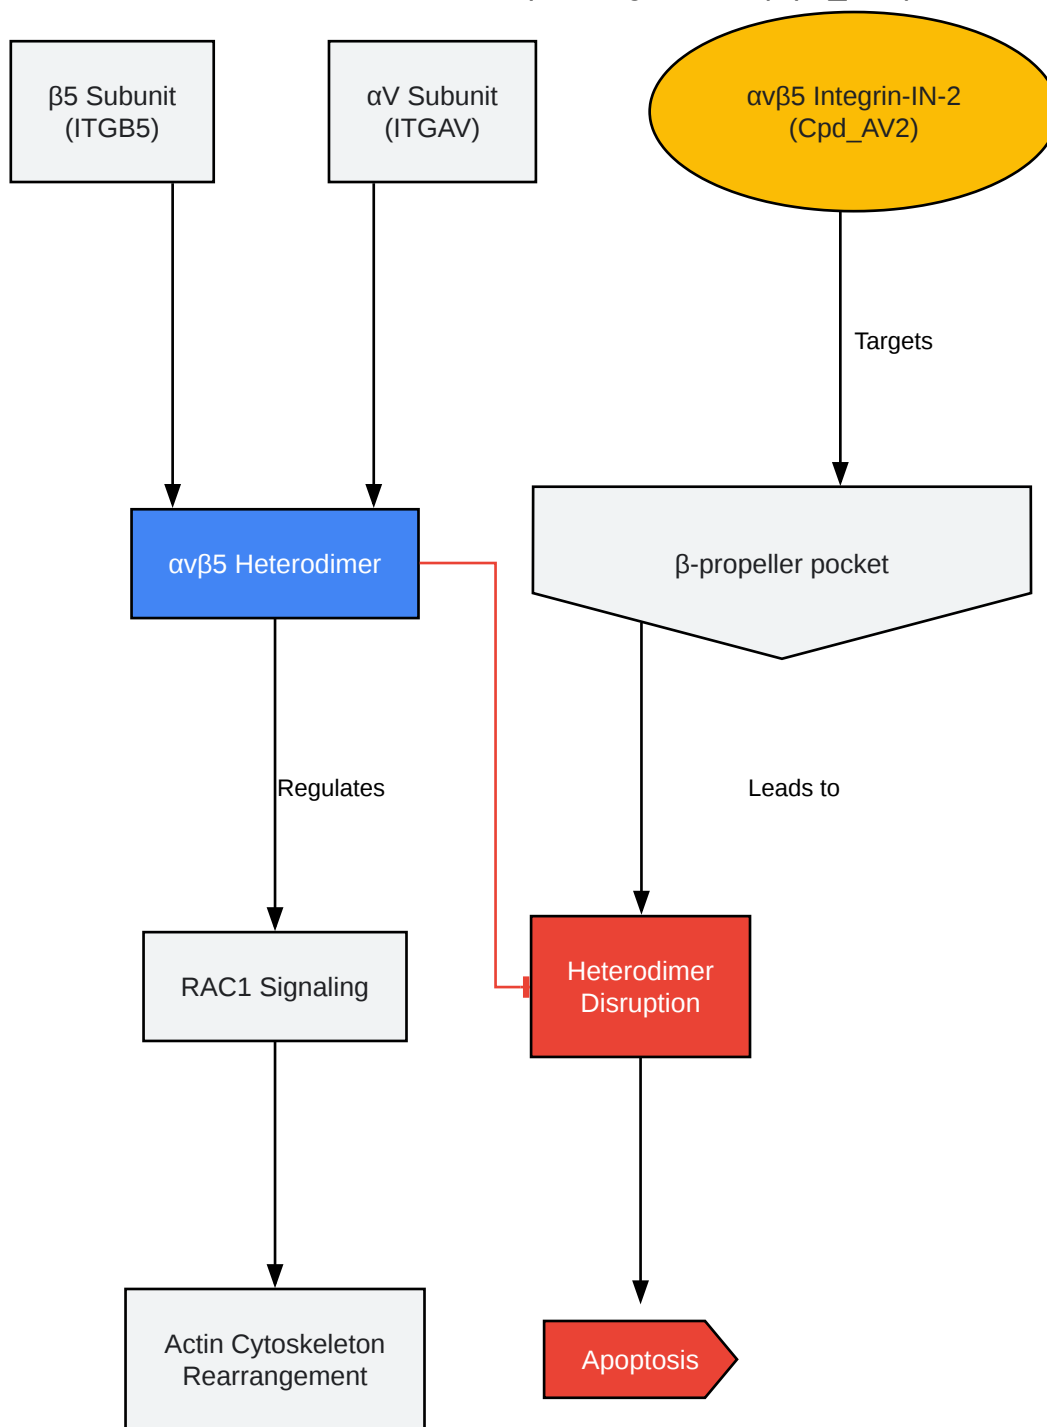 β5 Subunit
(ITGB5)
αV Subunit
(ITGAV)
αvβ5 Integrin-IN-2
(Cpd_AV2)
Targets
αvβ5 Heterodimer
β-propeller pocket
Regulates
Leads to
RAC1 Signaling
Heterodimer
Disruption
Actin Cytoskeleton
Rearrangement
Apoptosis